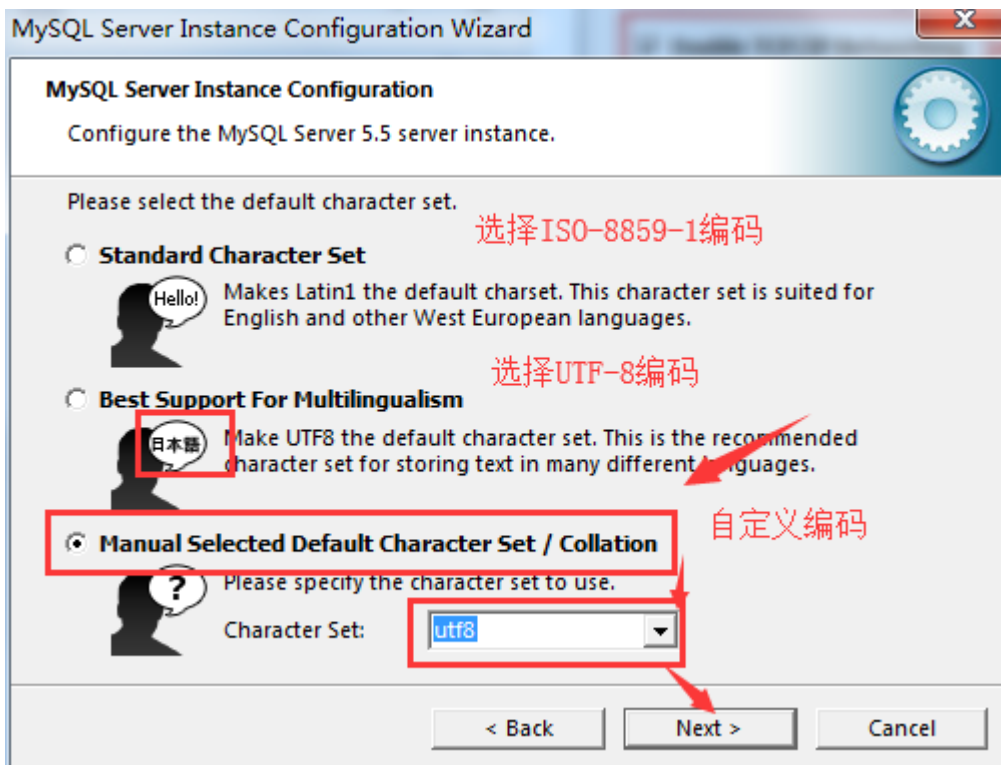 MySQL Server Instance Configuration Wizard
MySQL Server Instance Configuration
Configure the MySQL Server 5.5 server instance.
Please select the default character set.
选择ISO-8859-1编码
Standard Character Set
Hello!
Makes Latin1 the default charset. This character set is suited for
English and other West European languages.
选择UTF-8编码
Best Support For Multilingualism
日本語
Make UTF8 the default character set. This is the recommended
character set for storing text in many different languages.
自定义编码
Manual Selected Default Character Set / Collation
?
Please specify the character set to use.
Character Set:
utf8
< Back
Next >
Cancel